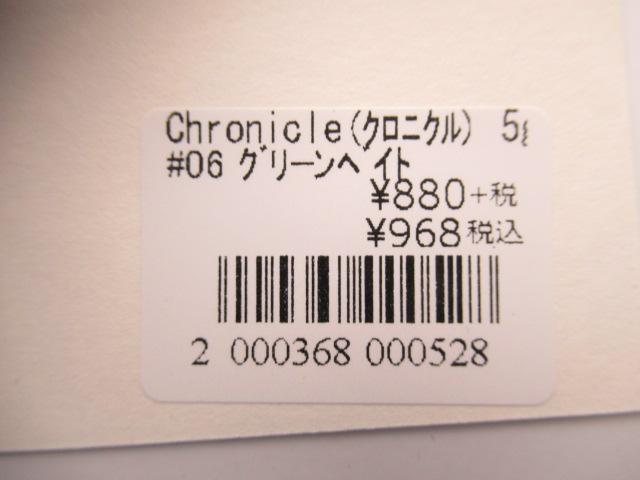 Chronicle(クロニクル) 5g
#06 グリーンヘイト
¥880+税
¥968税込
2 000368 000528